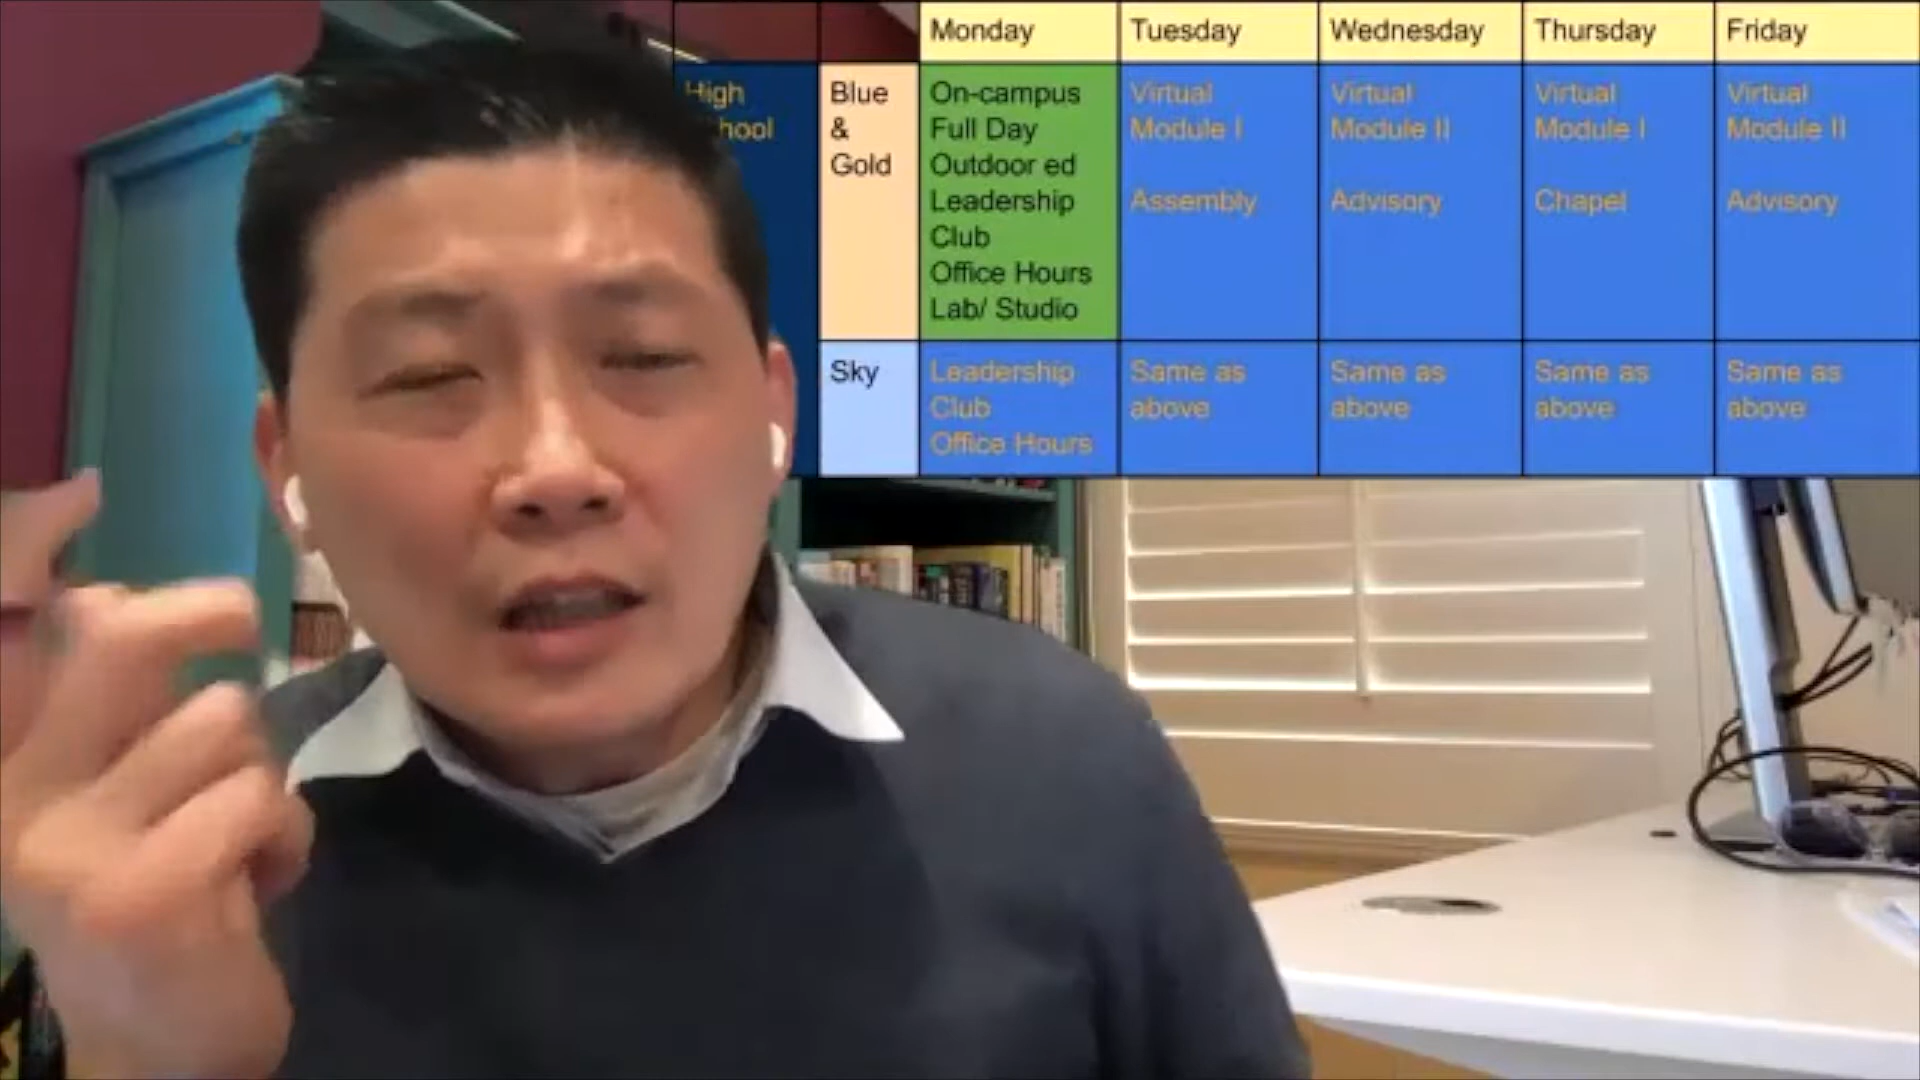 Monday Tuesday Wednesday Thursday Friday
High
hool
Blue
&
Gold
On-campus
Full Day
Outdoor ed
Leadership
Club
Office Hours
Lab/ Studio
Virtual
Module I
Assembly
Virtual
Module II
Advisory
Virtual
Module I
Chapel
Virtual
Module II
Advisory
Sky
Leadership
Club
Office Hours
Same as
above
Same as
above
Same as
above
Same as
above